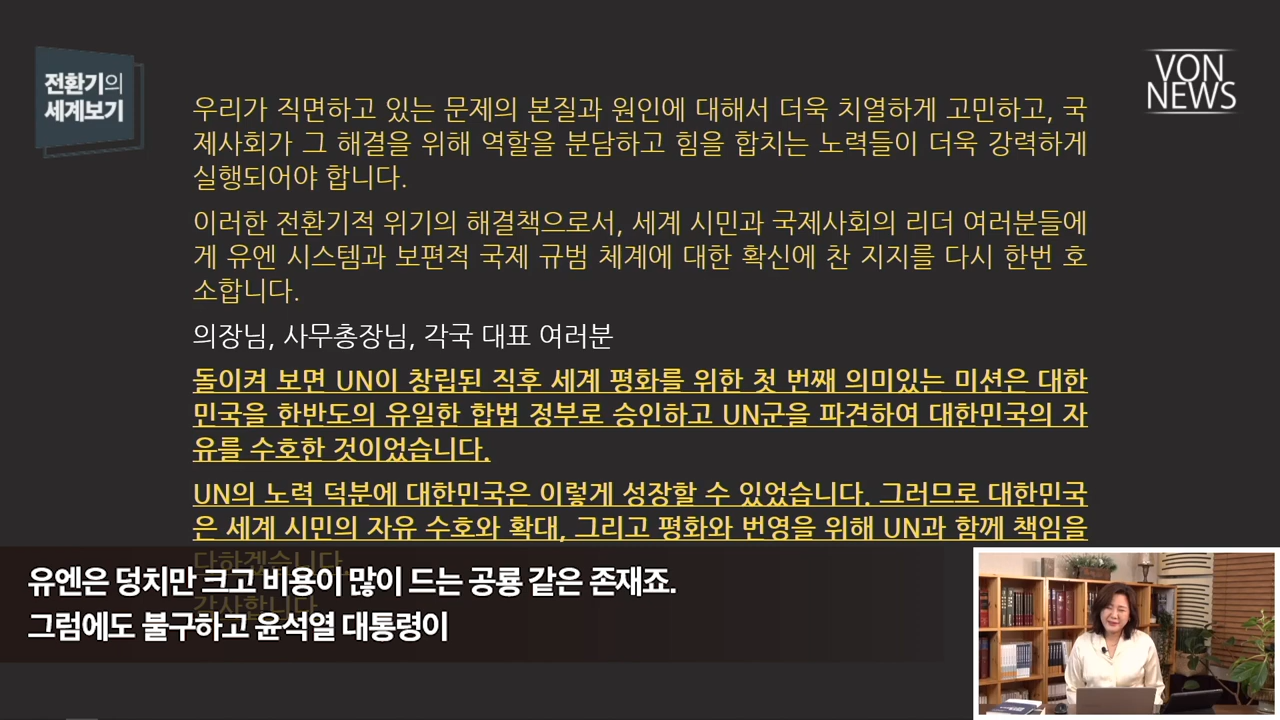 전환기의
세계보기
VON
NEWS
우리가 직면하고 있는 문제의 본질과 원인에 대해서 더욱 치열하게 고민하고, 국
제사회가 그 해결을 위해 역할을 분담하고 힘을 합치는 노력들이 더욱 강력하게
실행되어야 합니다.
이러한 전환기적 위기의 해결책으로서, 세계 시민과 국제사회의 리더 여러분들에
게 유엔 시스템과 보편적 국제 규범 체계에 대한 확신에 찬 지지를 다시 한번 호
소합니다.
의장님, 사무총장님, 각국 대표 여러분
돌이켜 보면 UN이 창립된 직후 세계 평화를 위한 첫 번째 의미있는 미션은 대한
민국을 한반도의 유일한 합법 정부로 승인하고 UN군을 파견하여 대한민국의 자
유를 수호한 것이었습니다.
UN의 노력 덕분에 대한민국은 이렇게 성장할 수 있었습니다. 그러므로 대한민국
은 세계 시민의 자유 수호와 확대, 그리고 평화와 번영을 위해 UN과 함께 책임을
다하겠습니다.
감사합니다.
유엔은 덩치만 크고 비용이 많이 드는 공룡 같은 존재죠.
그럼에도 불구하고 윤석열 대통령이